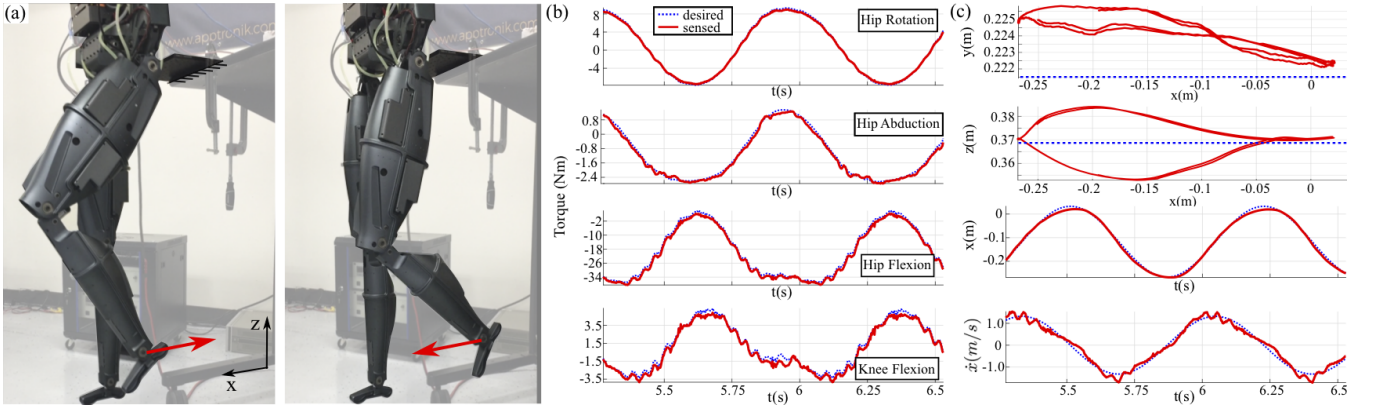 (a)
www.apptronik.com
www.apptronik.com
z
x
(b)
desired
sensed
Hip Rotation
8
4
0
-4
t(s)
Hip Abduction
0.8
0
-0.8
-1.6
-2.4
t(s)
Torque (Nm)
Hip Flexion
-2
-10
-18
-26
-34
t(s)
Knee Flexion
3.5
1.5
-1.5
-3.5
5.5
5.75
6
6.25
6.5
t(s)
(c)
y(m)
0.225
0.224
0.223
0.222
-0.25
-0.2
-0.15
-0.1
-0.05
0
x(m)
z(m)
0.38
0.37
0.36
-0.25
-0.2
-0.15
-0.1
-0.05
0
x(m)
x(m)
0
-0.1
-0.2
t(s)
ẋ(m/s)
1.0
0
-1.0
5.5
5.75
6
6.25
6.5
t(s)